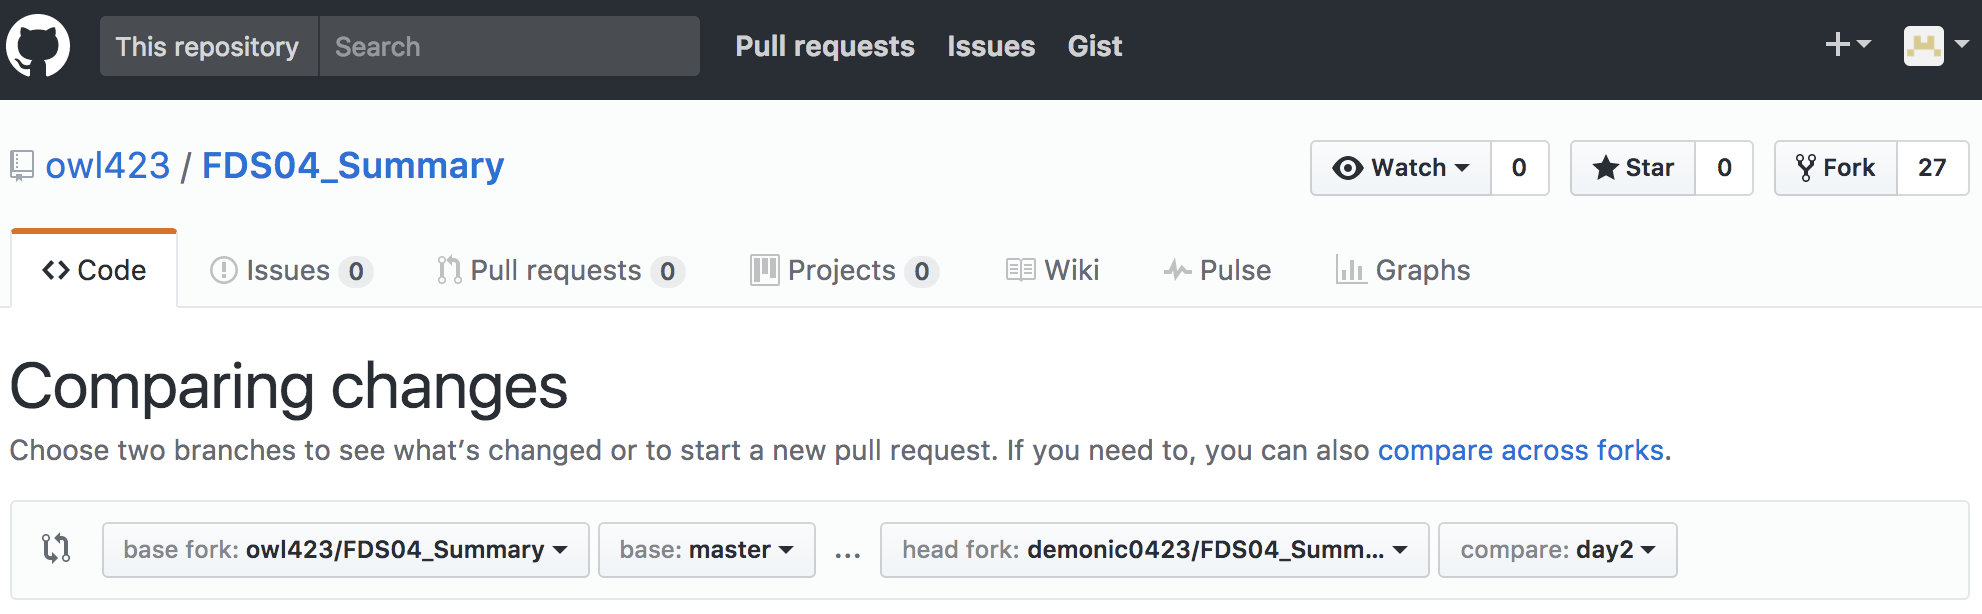 This repository Search Pull requests Issues Gist
owl423 / FDS04_Summary Watch 0 Star 0 Fork 27
Code Issues 0 Pull requests 0 Projects 0 Wiki Pulse Graphs
Comparing changes
Choose two branches to see what’s changed or to start a new pull request. If you need to, you can also compare across forks.
base fork: owl423/FDS04_Summary base: master ... head fork: demonic0423/FDS04_Summ... compare: day2